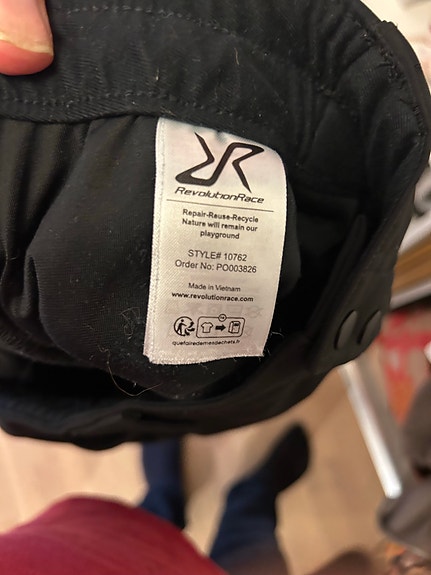 RevolutionRace
Repair-Reuse-Recycle
Nature will remain our
playground
STYLE# 10762
Order No: PO003826
Made in Vietnam
www.revolutionrace.com
quefairedemesdechets.fr